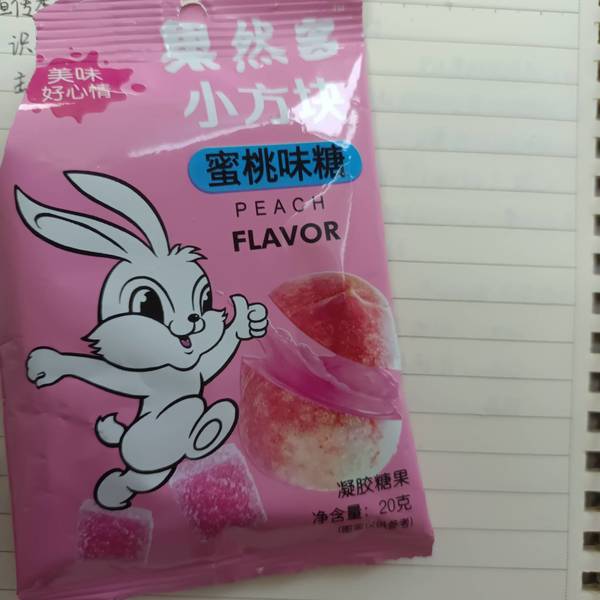 识
美味
好心情
果然多
小方块
蜜桃味糖
PEACH
FLAVOR
凝胶糖果
净含量：20克